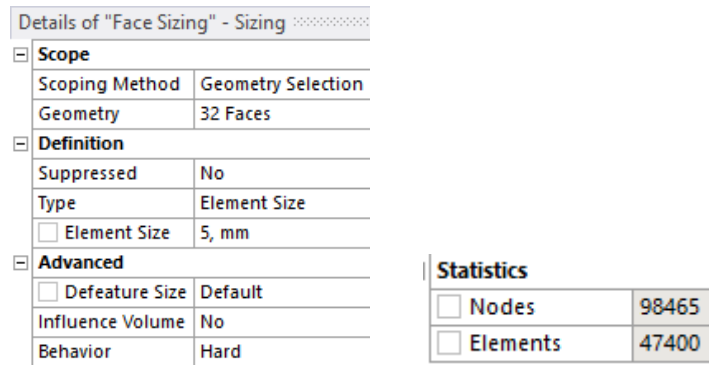 Details of "Face Sizing" - Sizing
Scope
Scoping Method Geometry Selection
Geometry 32 Faces
Definition
Suppressed No
Type Element Size
Element Size 5, mm
Advanced
Defeature Size Default
Influence Volume No
Behavior Hard
Statistics
Nodes 98465
Elements 47400